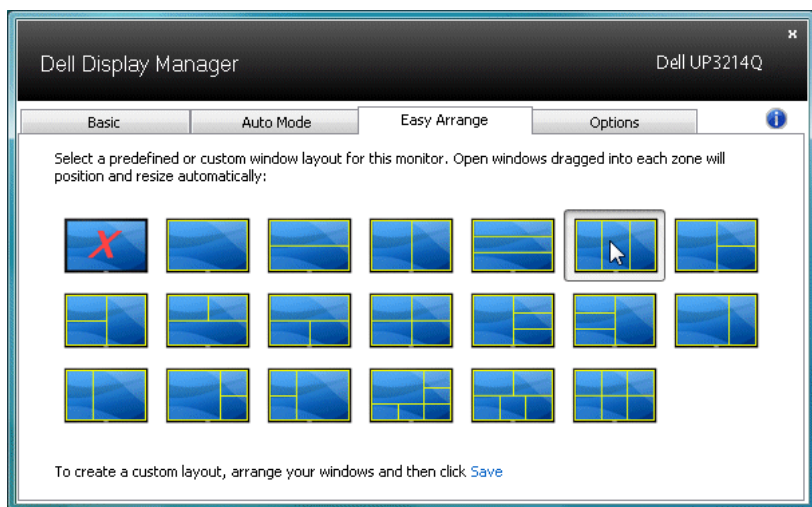 Dell Display Manager
Dell UP3214Q
Basic
Auto Mode
Easy Arrange
Options
Select a predefined or custom window layout for this monitor. Open windows dragged into each zone will
position and resize automatically:
To create a custom layout, arrange your windows and then click Save